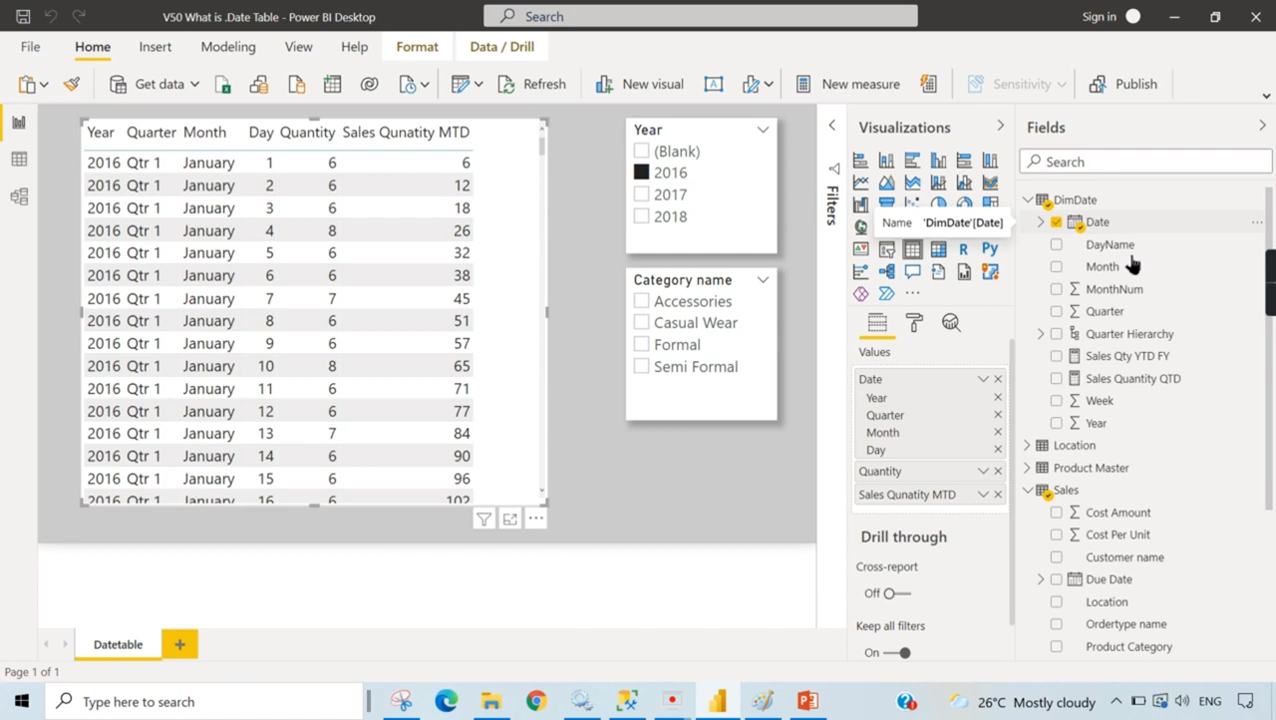 V50 What is .Date Table - Power BI Desktop
Search
Sign in
File Home Insert Modeling View Help Format Data / Drill
Get data Refresh New visual New measure Sensitivity Publish
Year Quarter Month Day Quantity Sales Qunatity MTD
2016 Qtr 1 January 1 6 6
2016 Qtr 1 January 2 6 12
2016 Qtr 1 January 3 6 18
2016 Qtr 1 January 4 8 26
2016 Qtr 1 January 5 6 32
2016 Qtr 1 January 6 6 38
2016 Qtr 1 January 7 7 45
2016 Qtr 1 January 8 6 51
2016 Qtr 1 January 9 6 57
2016 Qtr 1 January 10 8 65
2016 Qtr 1 January 11 6 71
2016 Qtr 1 January 12 6 77
2016 Qtr 1 January 13 7 84
2016 Qtr 1 January 14 6 90
2016 Qtr 1 January 15 6 96
2016 Qtr 1 January 16 6 102
Year
(Blank)
2016
2017
2018
Category name
Accessories
Casual Wear
Formal
Semi Formal
Filters
Visualizations
Name 'DimDate'[Date]
R Py
Values
Date
Year
Quarter
Month
Day
Quantity
Sales Qunatity MTD
Drill through
Cross-report
Off
Keep all filters
On
Fields
Search
DimDate
Date
DayName
Month
MonthNum
Quarter
Quarter Hierarchy
Sales Qty YTD FY
Sales Quantity QTD
Week
Year
Location
Product Master
Sales
Cost Amount
Cost Per Unit
Customer name
Due Date
Location
Ordertype name
Product Category
Datetable
Page 1 of 1
Type here to search
26°C Mostly cloudy
ENG